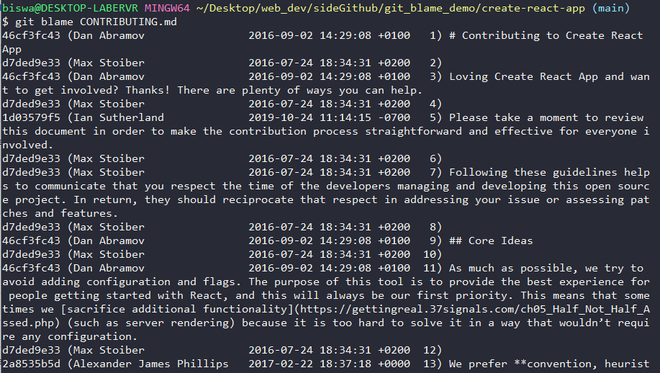 biswa@DESKTOP-LABERVR MINGW64 ~/Desktop/web_dev/sideGithub/git_blame_demo/create-react-app (main)
$ git blame CONTRIBUTING.md
46cf3fc43 (Dan Abramov 2016-09-02 14:29:08 +0100 1) # Contributing to Create React
App
d7ded9e33 (Max Stoiber 2016-07-24 18:34:31 +0200 2)
46cf3fc43 (Dan Abramov 2016-09-02 14:29:08 +0100 3) Loving Create React App and wan
t to get involved? Thanks! There are plenty of ways you can help.
d7ded9e33 (Max Stoiber 2016-07-24 18:34:31 +0200 4)
1d03579f5 (Ian Sutherland 2019-10-24 11:14:15 -0700 5) Please take a moment to review
this document in order to make the contribution process straightforward and effective for everyone i
nvolved.
d7ded9e33 (Max Stoiber 2016-07-24 18:34:31 +0200 6)
d7ded9e33 (Max Stoiber 2016-07-24 18:34:31 +0200 7) Following these guidelines help
s to communicate that you respect the time of the developers managing and developing this open sourc
e project. In return, they should reciprocate that respect in addressing your issue or assessing pat
ches and features.
d7ded9e33 (Max Stoiber 2016-07-24 18:34:31 +0200 8)
46cf3fc43 (Dan Abramov 2016-09-02 14:29:08 +0100 9) ## Core Ideas
d7ded9e33 (Max Stoiber 2016-07-24 18:34:31 +0200 10)
46cf3fc43 (Dan Abramov 2016-09-02 14:29:08 +0100 11) As much as possible, we try to
avoid adding configuration and flags. The purpose of this tool is to provide the best experience for
people getting started with React, and this will always be our first priority. This means that some
times we [sacrifice additional functionality](https://gettingreal.37signals.com/ch05_Half_Not_Half_A
ssed.php) (such as server rendering) because it is too hard to solve it in a way that wouldn’t requi
re any configuration.
d7ded9e33 (Max Stoiber 2016-07-24 18:34:31 +0200 12)
2a8535b5d (Alexander James Phillips 2017-02-22 18:37:18 +0000 13) We prefer **convention, heurist